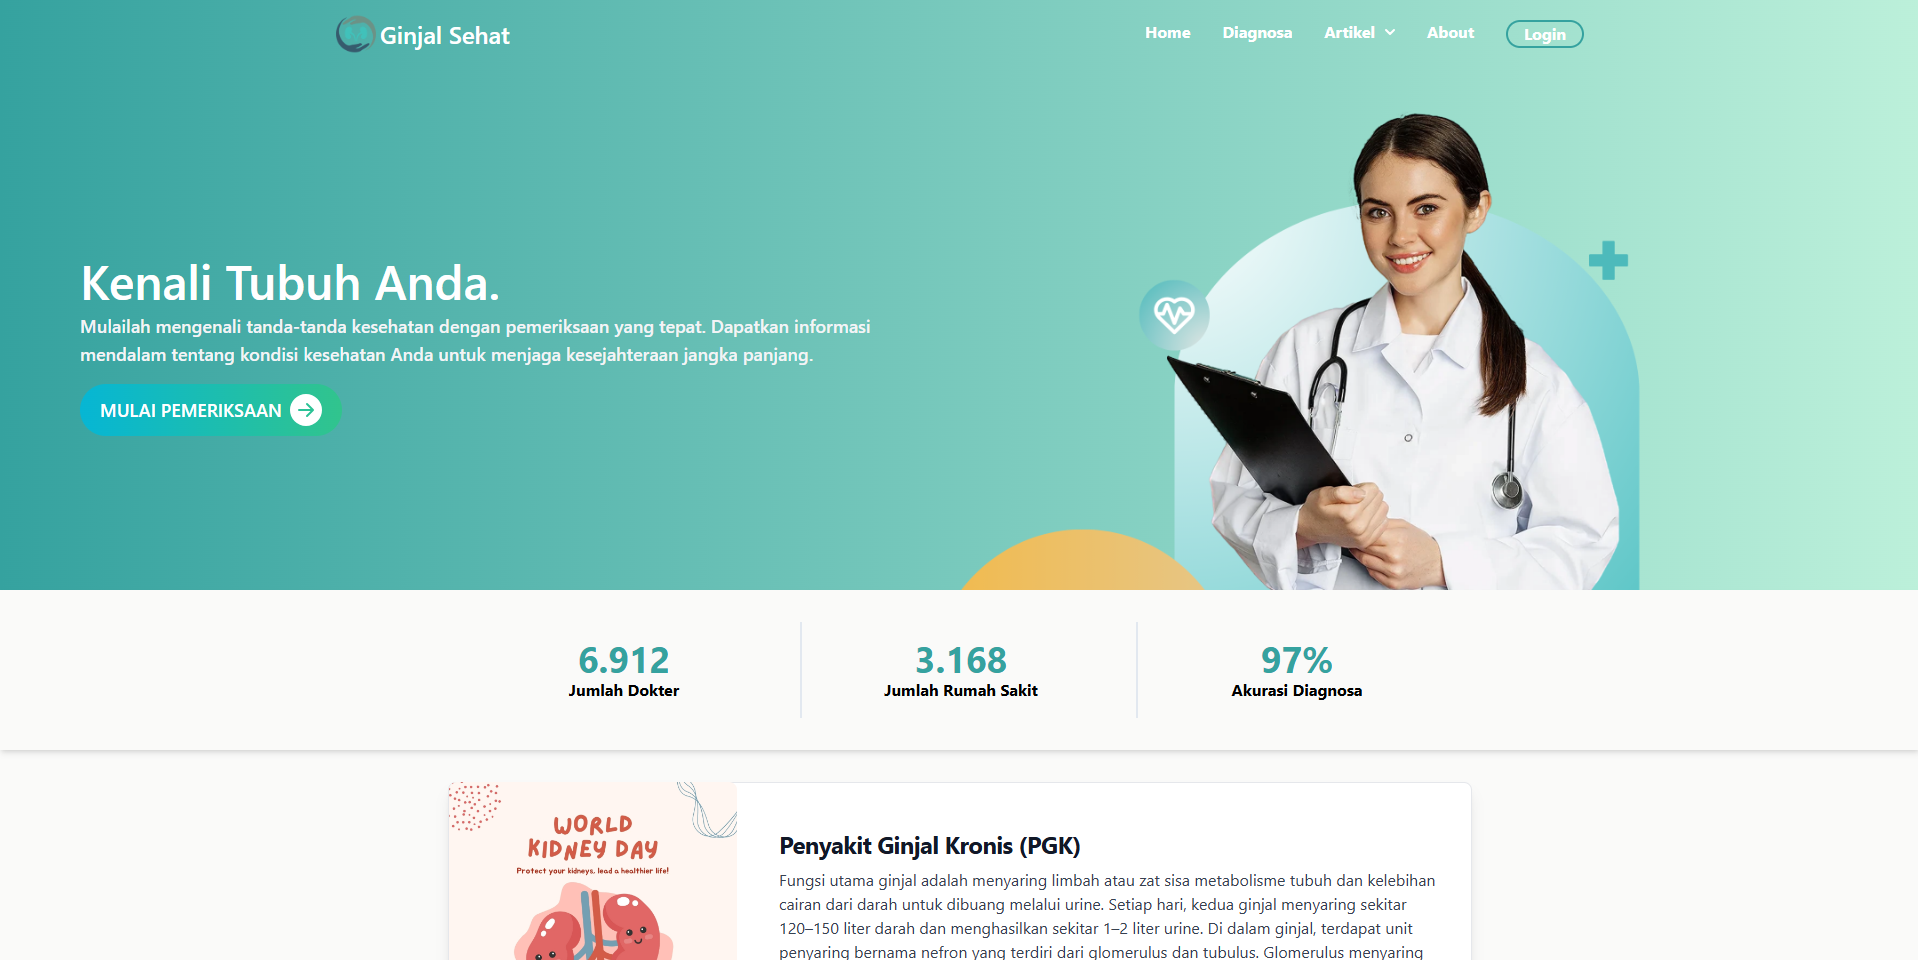 Ginjal Sehat
Home
Diagnosa
Artikel
About
Login
Kenali Tubuh Anda.
Mulailah mengenali tanda-tanda kesehatan dengan pemeriksaan yang tepat. Dapatkan informasi
mendalam tentang kondisi kesehatan Anda untuk menjaga kesejahteraan jangka panjang.
MULAI PEMERIKSAAN
6.912
Jumlah Dokter
3.168
Jumlah Rumah Sakit
97%
Akurasi Diagnosa
WORLD
KIDNEY DAY
Protect your kidneys, lead a healthier life!
Penyakit Ginjal Kronis (PGK)
Fungsi utama ginjal adalah menyaring limbah atau zat sisa metabolisme tubuh dan kelebihan
cairan dari darah untuk dibuang melalui urine. Setiap hari, kedua ginjal menyaring sekitar
120–150 liter darah dan menghasilkan sekitar 1–2 liter urine. Di dalam ginjal, terdapat unit
penyaring bernama nefron yang terdiri dari glomerulus dan tubulus. Glomerulus menyaring